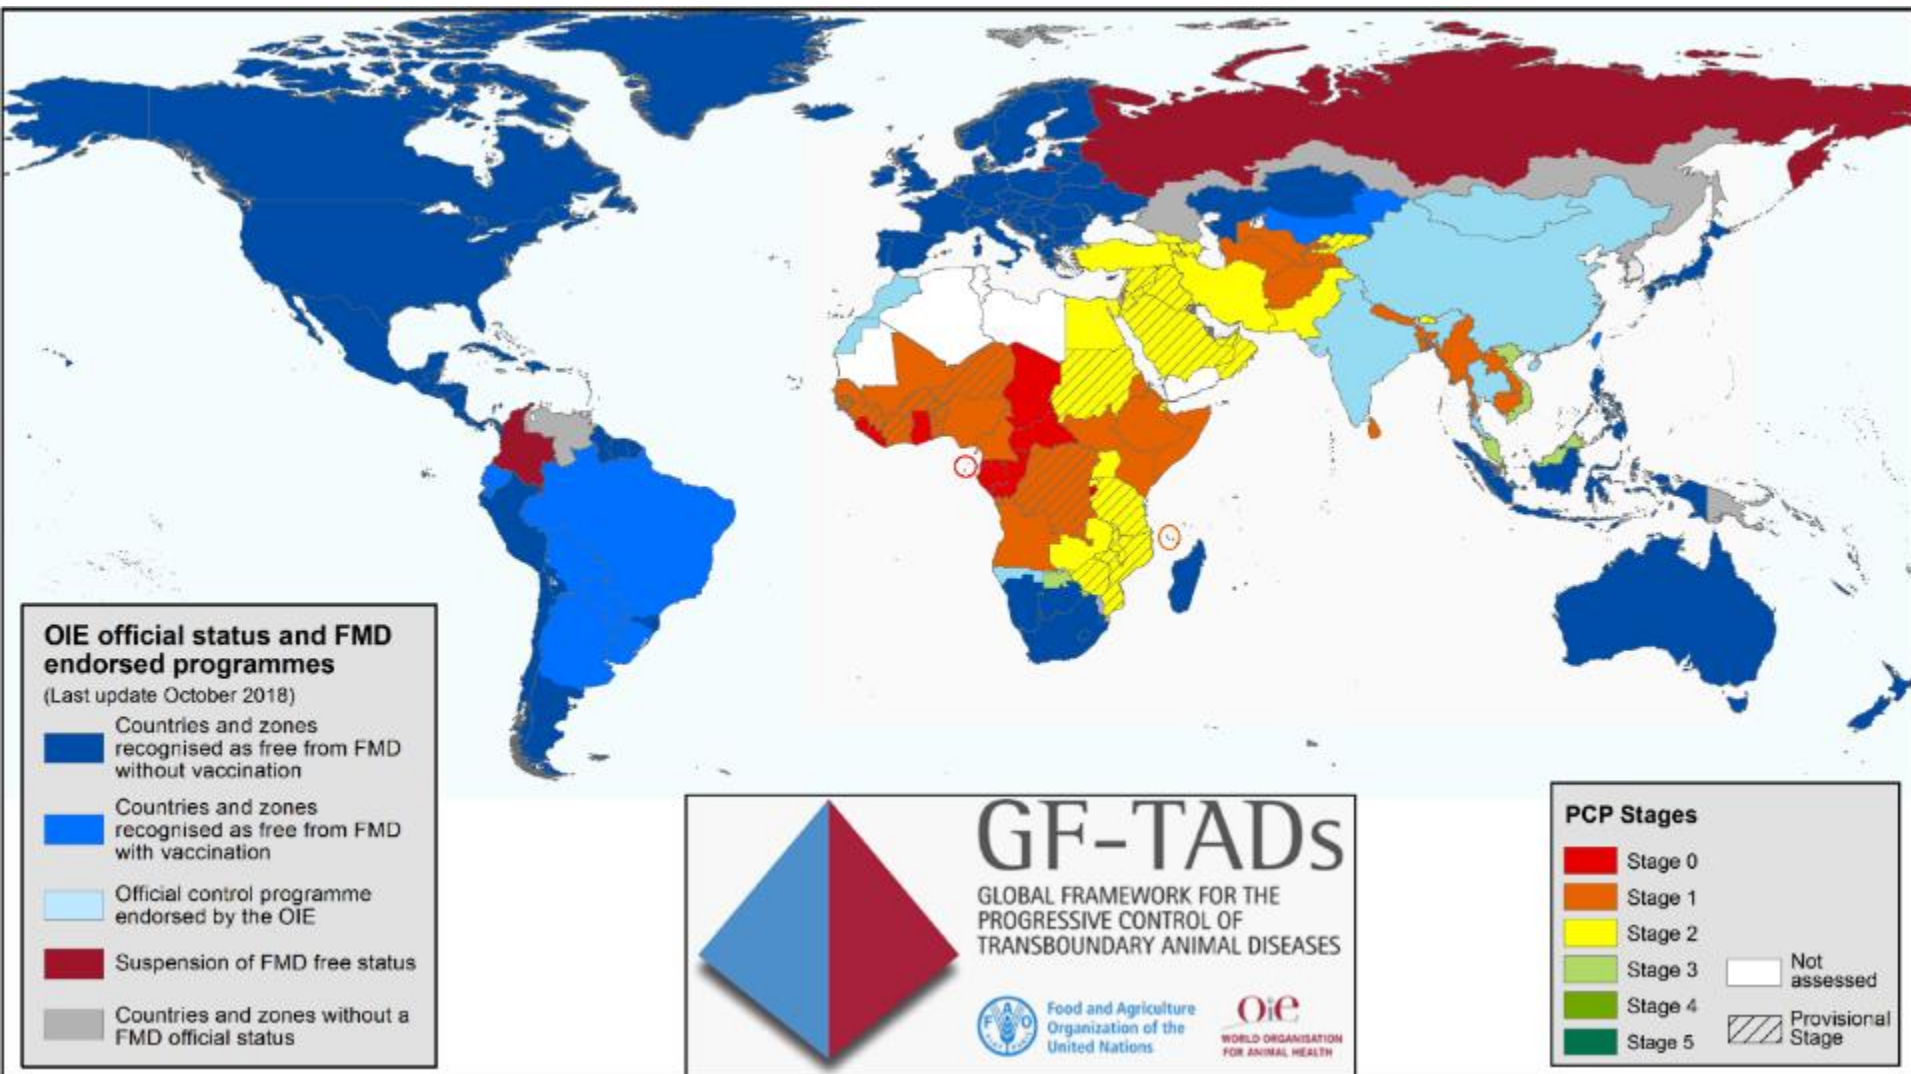 OIE official status and FMD
endorsed programmes
(Last update October 2018)
Countries and zones
recognised as free from FMD
without vaccination
Countries and zones
recognised as free from FMD
with vaccination
Official control programme
endorsed by the OIE
Suspension of FMD free status
Countries and zones without a
FMD official status
GF-TADs
GLOBAL FRAMEWORK FOR THE
PROGRESSIVE CONTROL OF
TRANSBOUNDARY ANIMAL DISEASES
FAO
Food and Agriculture
Organization of the
United Nations
Oie
WORLD ORGANISATION
FOR ANIMAL HEALTH
PCP Stages
Stage 0
Stage 1
Stage 2
Stage 3
Stage 4
Stage 5
Not
assessed
Provisional
Stage